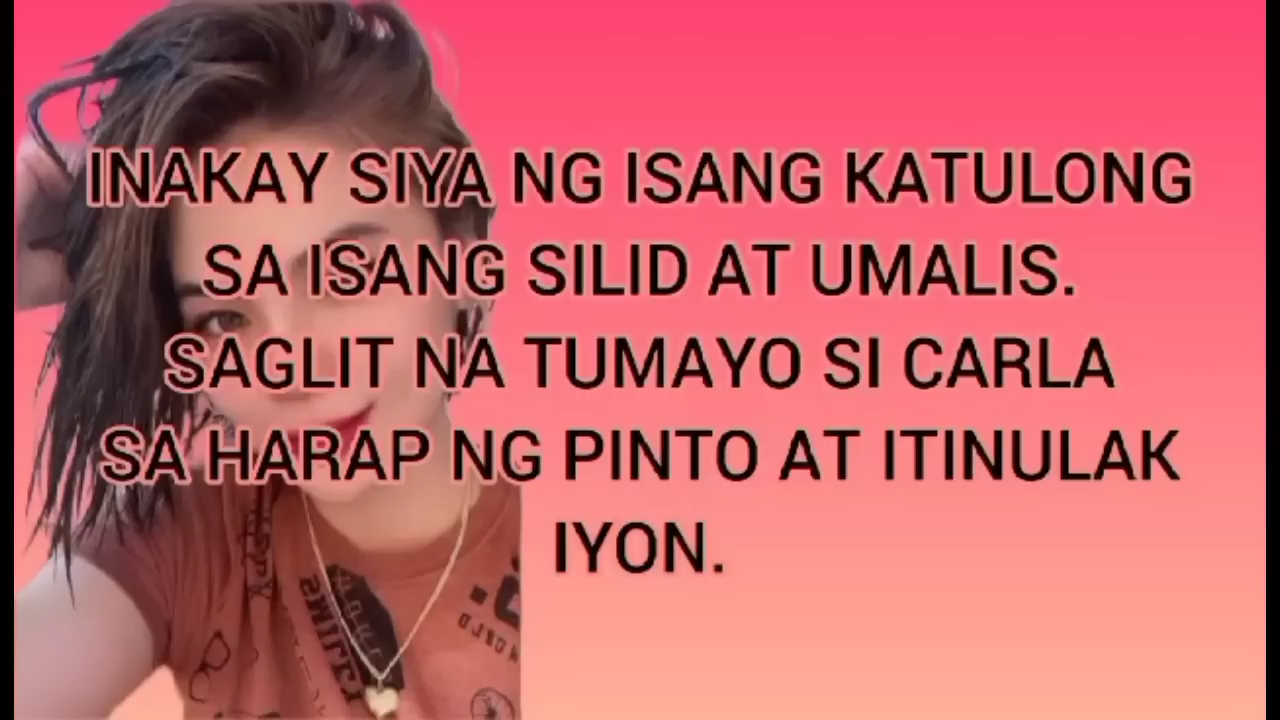 INAKAY SIYA NG ISANG KATULONG
SA ISANG SILID AT UMALIS.
SAGLIT NA TUMAYO SI CARLA
SA HARAP NG PINTO AT ITINULAK
IYON.